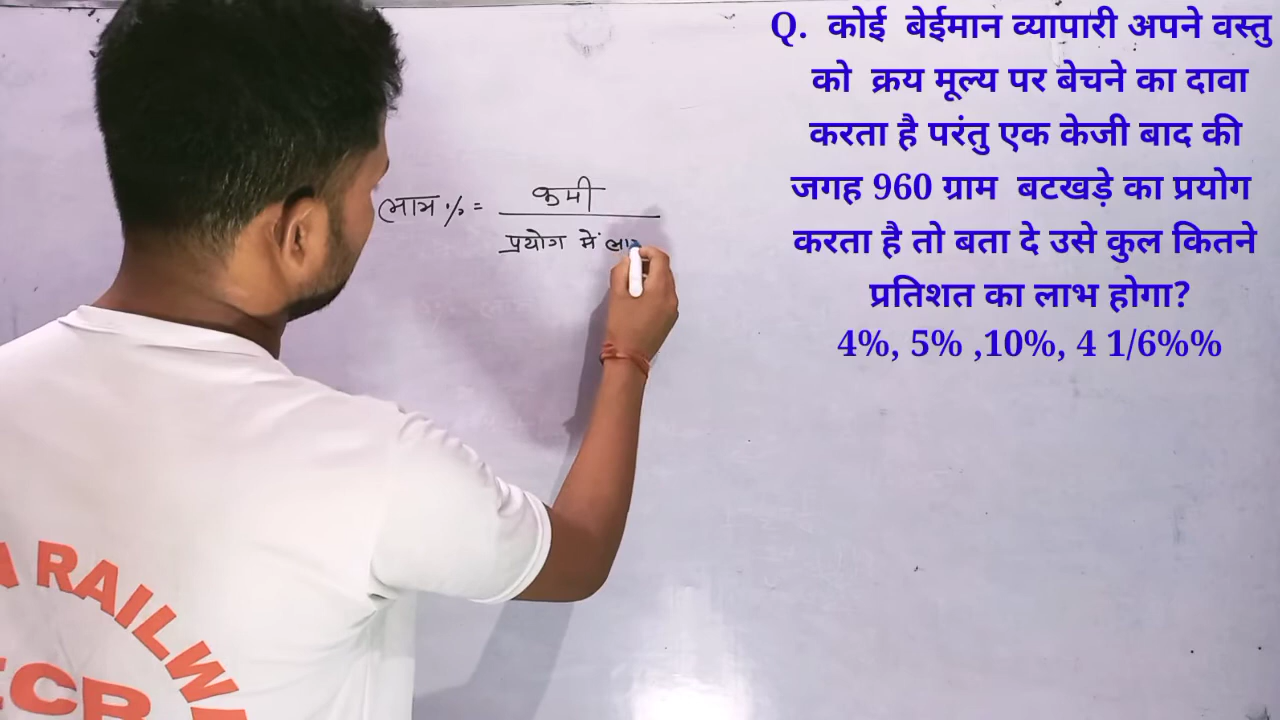 Q. कोई बेईमान व्यापारी अपने वस्तु
को क्रय मूल्य पर बेचने का दावा
करता है परंतु एक केजी बाद की
जगह 960 ग्राम बटखड़े का प्रयोग
करता है तो बता दे उसे कुल कितने
प्रतिशत का लाभ होगा?
4%, 5% ,10%, 4 1/6%%
लाभ % =
कमी
प्रयोग में
RAILW
ECR